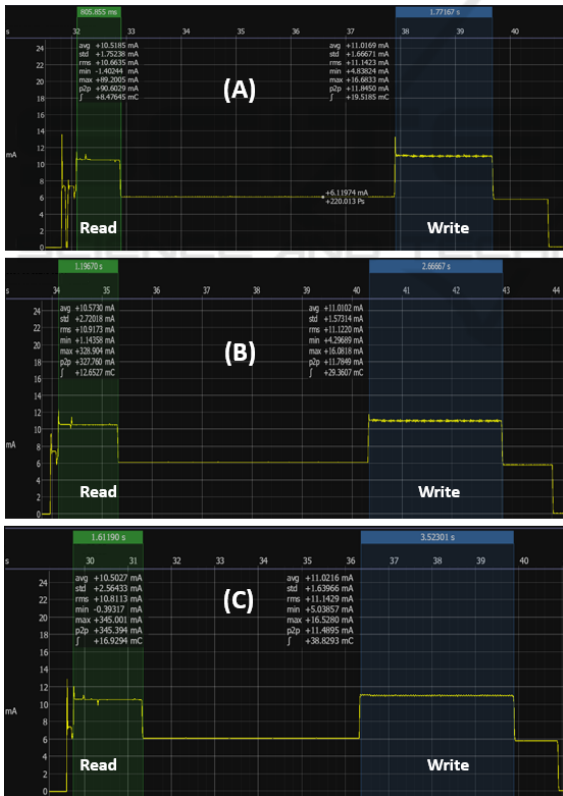 805.855 ms 1.77167 s
s 32 33 34 35 36 37 38 39 40
avg +10.5185 mA
std +1.75238 mA
rms +10.6635 mA
min -1.40244 mA
max +89.2005 mA
p2p +90.6029 mA
∫ +8.47645 mC
avg +11.0169 mA
std +1.66671 mA
rms +11.1423 mA
min +4.83824 mA
max +16.6833 mA
p2p +11.8450 mA
∫ +19.5185 mC
(A)
24
22
20
18
16
14
12
mA
10
8
6
4
2
0
+6.11974 mA
+220.013 Ps
Read Write
1.19670 s 2.66667 s
s 34 35 36 37 38 39 40 41 42 43 44
avg +10.5730 mA
std +2.72018 mA
rms +10.9173 mA
min +1.14358 mA
max +328.904 mA
p2p +327.760 mA
∫ +12.6527 mC
avg +11.0102 mA
std +1.57314 mA
rms +11.1220 mA
min +4.29689 mA
max +16.0818 mA
p2p +11.7849 mA
∫ +29.3607 mC
(B)
24
22
20
18
16
14
12
10
mA
8
6
4
2
0
Read Write
1.61190 s 3.52301 s
s 30 31 32 33 34 35 36 37 38 39 40
avg +10.5027 mA
std +2.56433 mA
rms +10.8113 mA
min -0.39317 mA
max +345.001 mA
p2p +345.394 mA
∫ +16.9294 mC
avg +11.0216 mA
std +1.63966 mA
rms +11.1429 mA
min +5.03857 mA
max +16.5280 mA
p2p +11.4895 mA
∫ +38.8293 mC
(C)
24
22
20
18
16
14
12
10
mA
8
6
4
2
0
Read Write